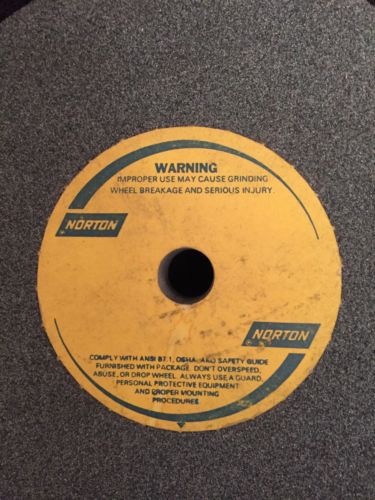 WARNING
IMPROPER USE MAY CAUSE GRINDING
WHEEL BREAKAGE AND SERIOUS INJURY.
NORTON
NORTON
COMPLY WITH ANSI B7.1, OSHA, AND SAFETY GUIDE
FURNISHED WITH PACKAGE. DON'T OVERSPEED,
ABUSE, OR DROP WHEEL. ALWAYS USE A GUARD,
PERSONAL PROTECTIVE EQUIPMENT
AND PROPER MOUNTING
PROCEDURES.